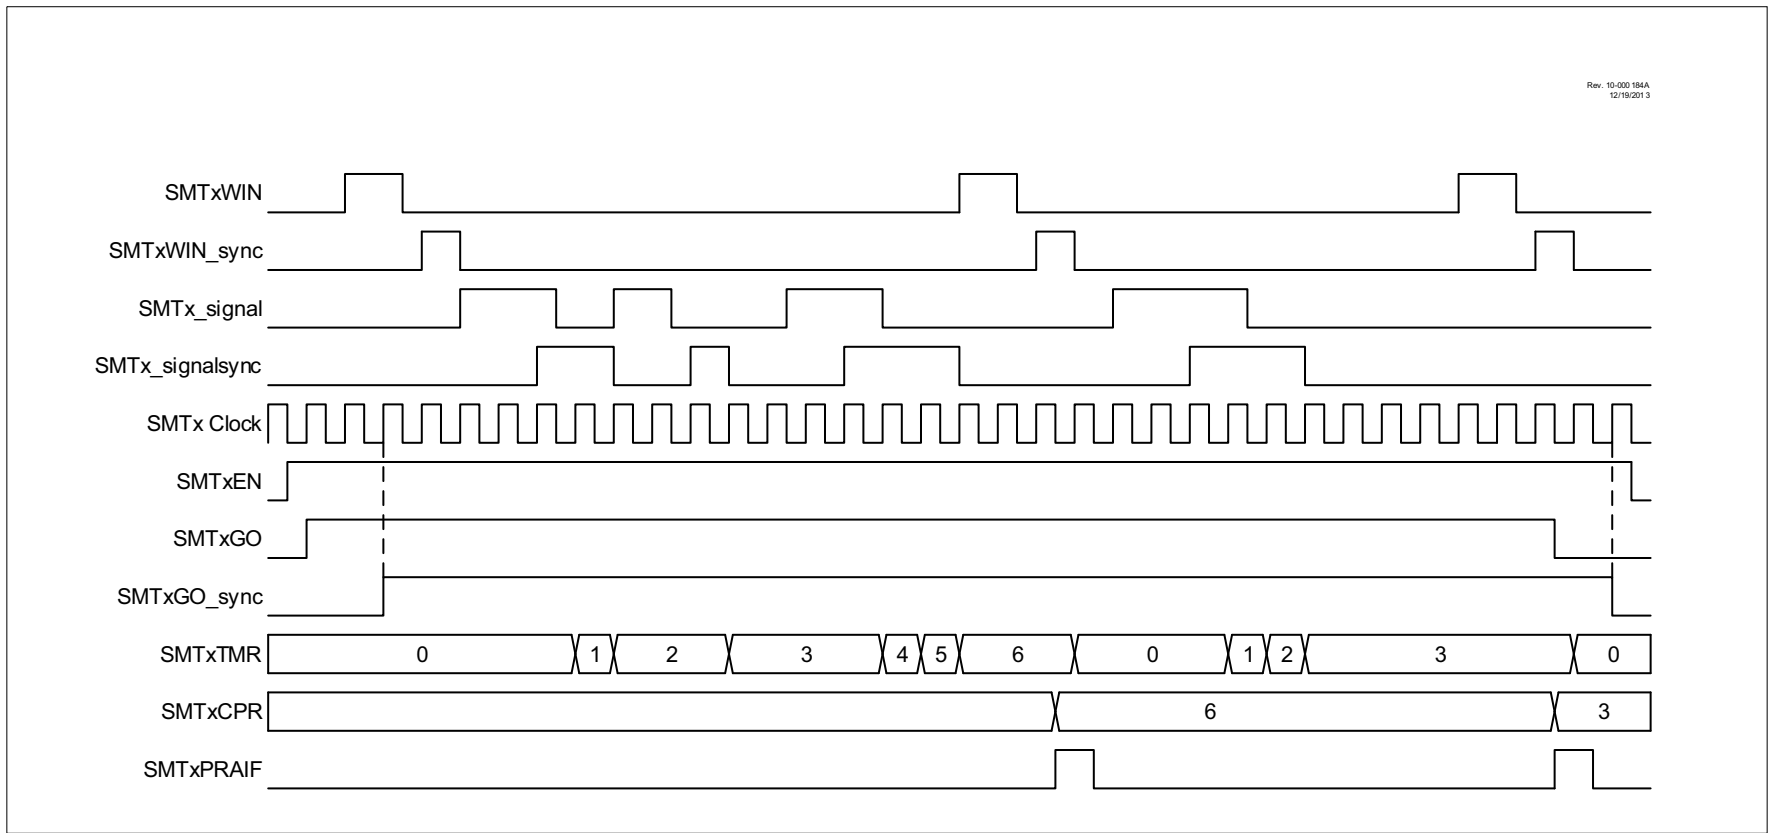 Rev. 10-000 184A
12/19/201 3
SMTxWIN
SMTxWIN_sync
SMTx_signal
SMTx_signalsync
SMTx Clock
SMTxEN
SMTxGO
SMTxGO_sync
SMTxTMR 0 1 2 3 4 5 6 0 1 2 3 0
SMTxCPR 6 3
SMTxPRAIF